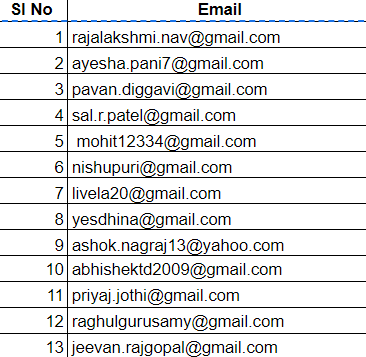 Sl No Email
1 rajalakshmi.nav@gmail.com
2 ayesha.pani7@gmail.com
3 pavan.diggavi@gmail.com
4 sal.r.patel@gmail.com
5 mohit12334@gmail.com
6 nishupuri@gmail.com
7 livela20@gmail.com
8 yesdhina@gmail.com
9 ashok.nagraj13@yahoo.com
10 abhishektd2009@gmail.com
11 priyaj.jothi@gmail.com
12 raghulgurusamy@gmail.com
13 jeevan.rajgopal@gmail.com